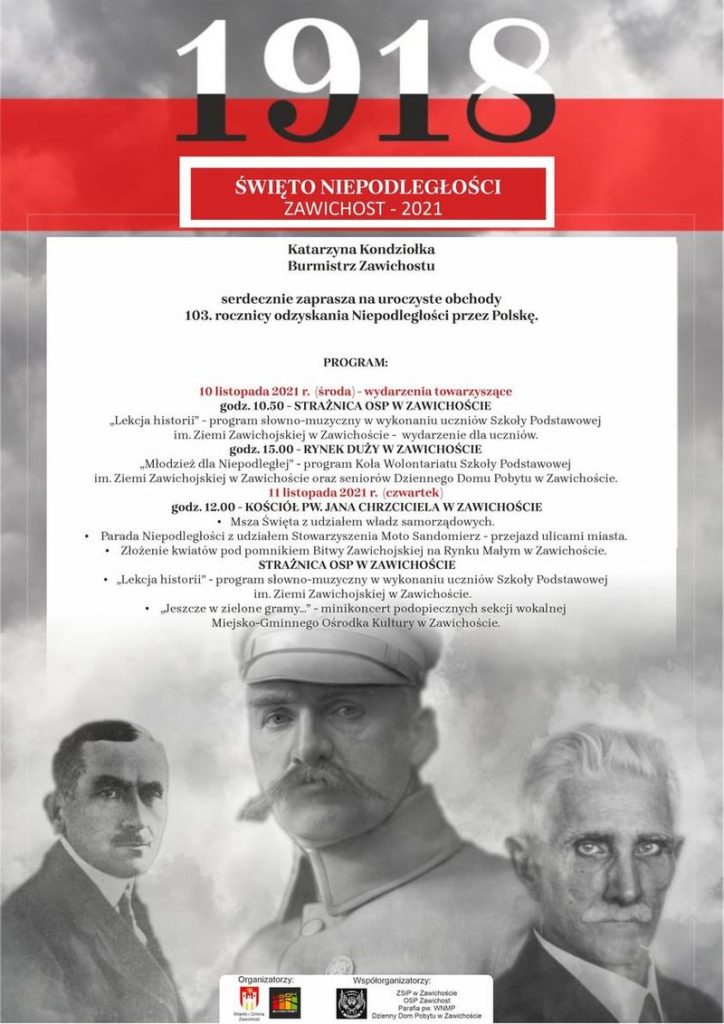 1918
ŚWIĘTO NIEPODLEGŁOŚCI
ZAWICHOST - 2021
Katarzyna Kondziołka
Burmistrz Zawichostu
serdecznie zaprasza na uroczyste obchody
103. rocznicy odzyskania Niepodległości przez Polskę.
PROGRAM:
10 listopada 2021 r. (środa) - wydarzenia towarzyszące
godz. 10.50 - STRAŻNICA OSP W ZAWICHOŚCIE
„Lekcja historii" - program słowno-muzyczny w wykonaniu uczniów Szkoły Podstawowej
im. Ziemi Zawichojskiej w Zawichoście - wydarzenie dla uczniów.
godz. 15.00 - RYNEK DUŻY W ZAWICHOŚCIE
„Młodzież dla Niepodległej" - program Koła Wolontariatu Szkoły Podstawowej
im. Ziemi Zawichojskiej w Zawichoście oraz seniorów Dziennego Domu Pobytu w Zawichoście.
11 listopada 2021 r. (czwartek)
godz. 12.00 - KOŚCIÓŁ PW. JANA CHRZCICIELA W ZAWICHOŚCIE
• Msza Święta z udziałem władz samorządowych.
• Parada Niepodległości z udziałem Stowarzyszenia Moto Sandomierz - przejazd ulicami miasta.
• Złożenie kwiatów pod pomnikiem Bitwy Zawichojskiej na Rynku Małym w Zawichoście.
STRAŻNICA OSP W ZAWICHOŚCIE
• „Lekcja historii" - program słowno-muzyczny w wykonaniu uczniów Szkoły Podstawowej
im. Ziemi Zawichojskiej w Zawichoście.
• „Jeszcze w zielone gramy..." - minikoncert podopiecznych sekcji wokalnej
Miejsko-Gminnego Ośrodka Kultury w Zawichoście.
Organizatorzy:
Miasto i Gmina
Zawichost
Współorganizatorzy:
ZSiP w Zawichoście
OSP Zawichost
Parafia pw. WNMP
Dzienny Dom Pobytu w Zawichoście